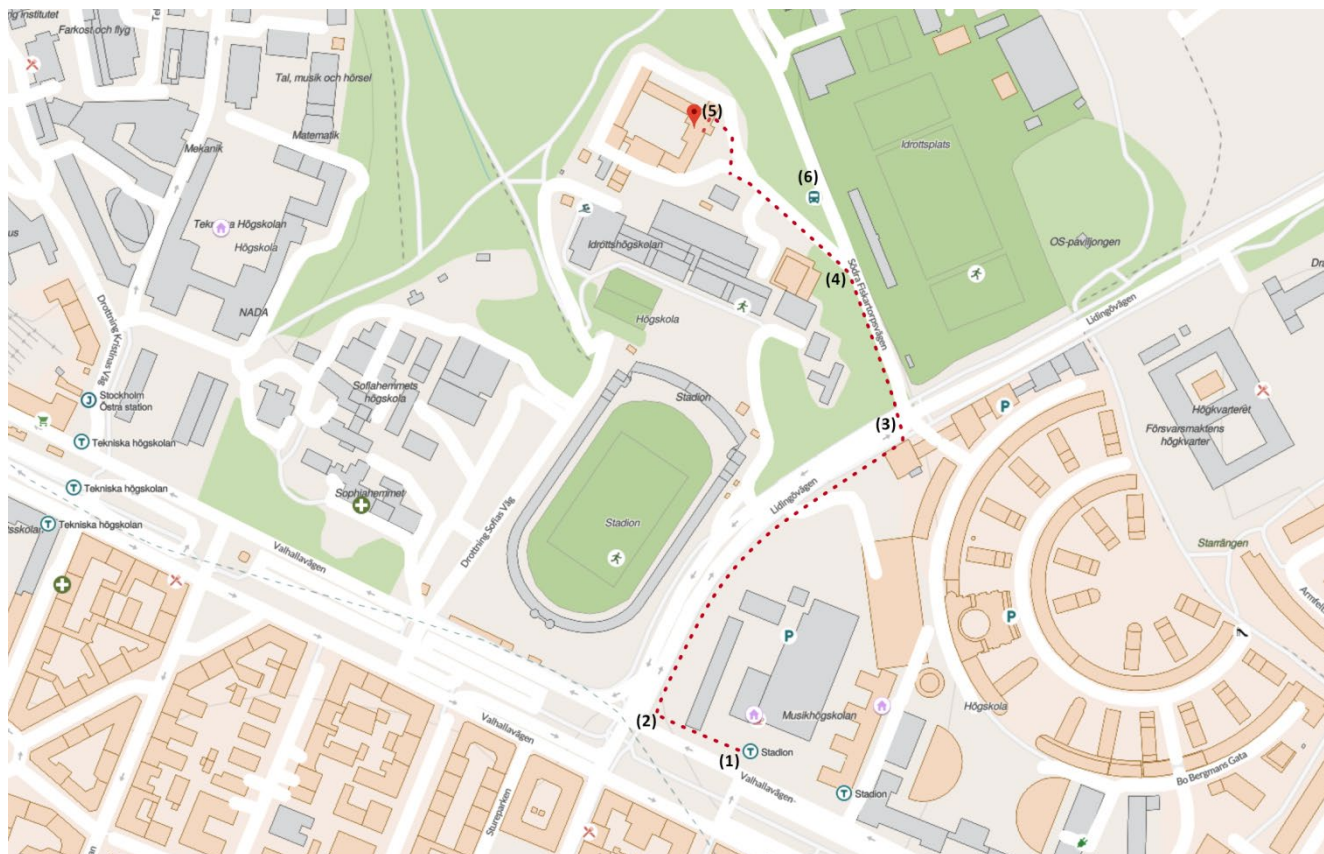 rig institutet
Farkost och flyg
Tal, musik och hörsel
Matematik
Mekanik
Tekniska Högskolan
Högskola
NADA
Drottning Kristinas Väg
J Stockholm
Östra station
T Tekniska högskolan
T Tekniska högskolan
T Tekniska högskolan
Valhallavägen
Sofiahemmets
högskola
Sophiahemmet
Drottning Sofias Väg
(5)
(6)
Idrottsplats
OS-paviljongen
Idrottshögskolan
(4)
Södra Fiskartorpsvägen
Högskola
Stadion
Stadion
(3)
Lidingövägen
Lidingövägen
P
Högkvarteret
Försvarsmaktens
högkvarter
Starrängen
P
P
Musikhögskolan
Högskola
(2)
(1)
T Stadion
T Stadion
Valhallavägen
Valhallavägen
Bo Bergmans Gata
Stureparken